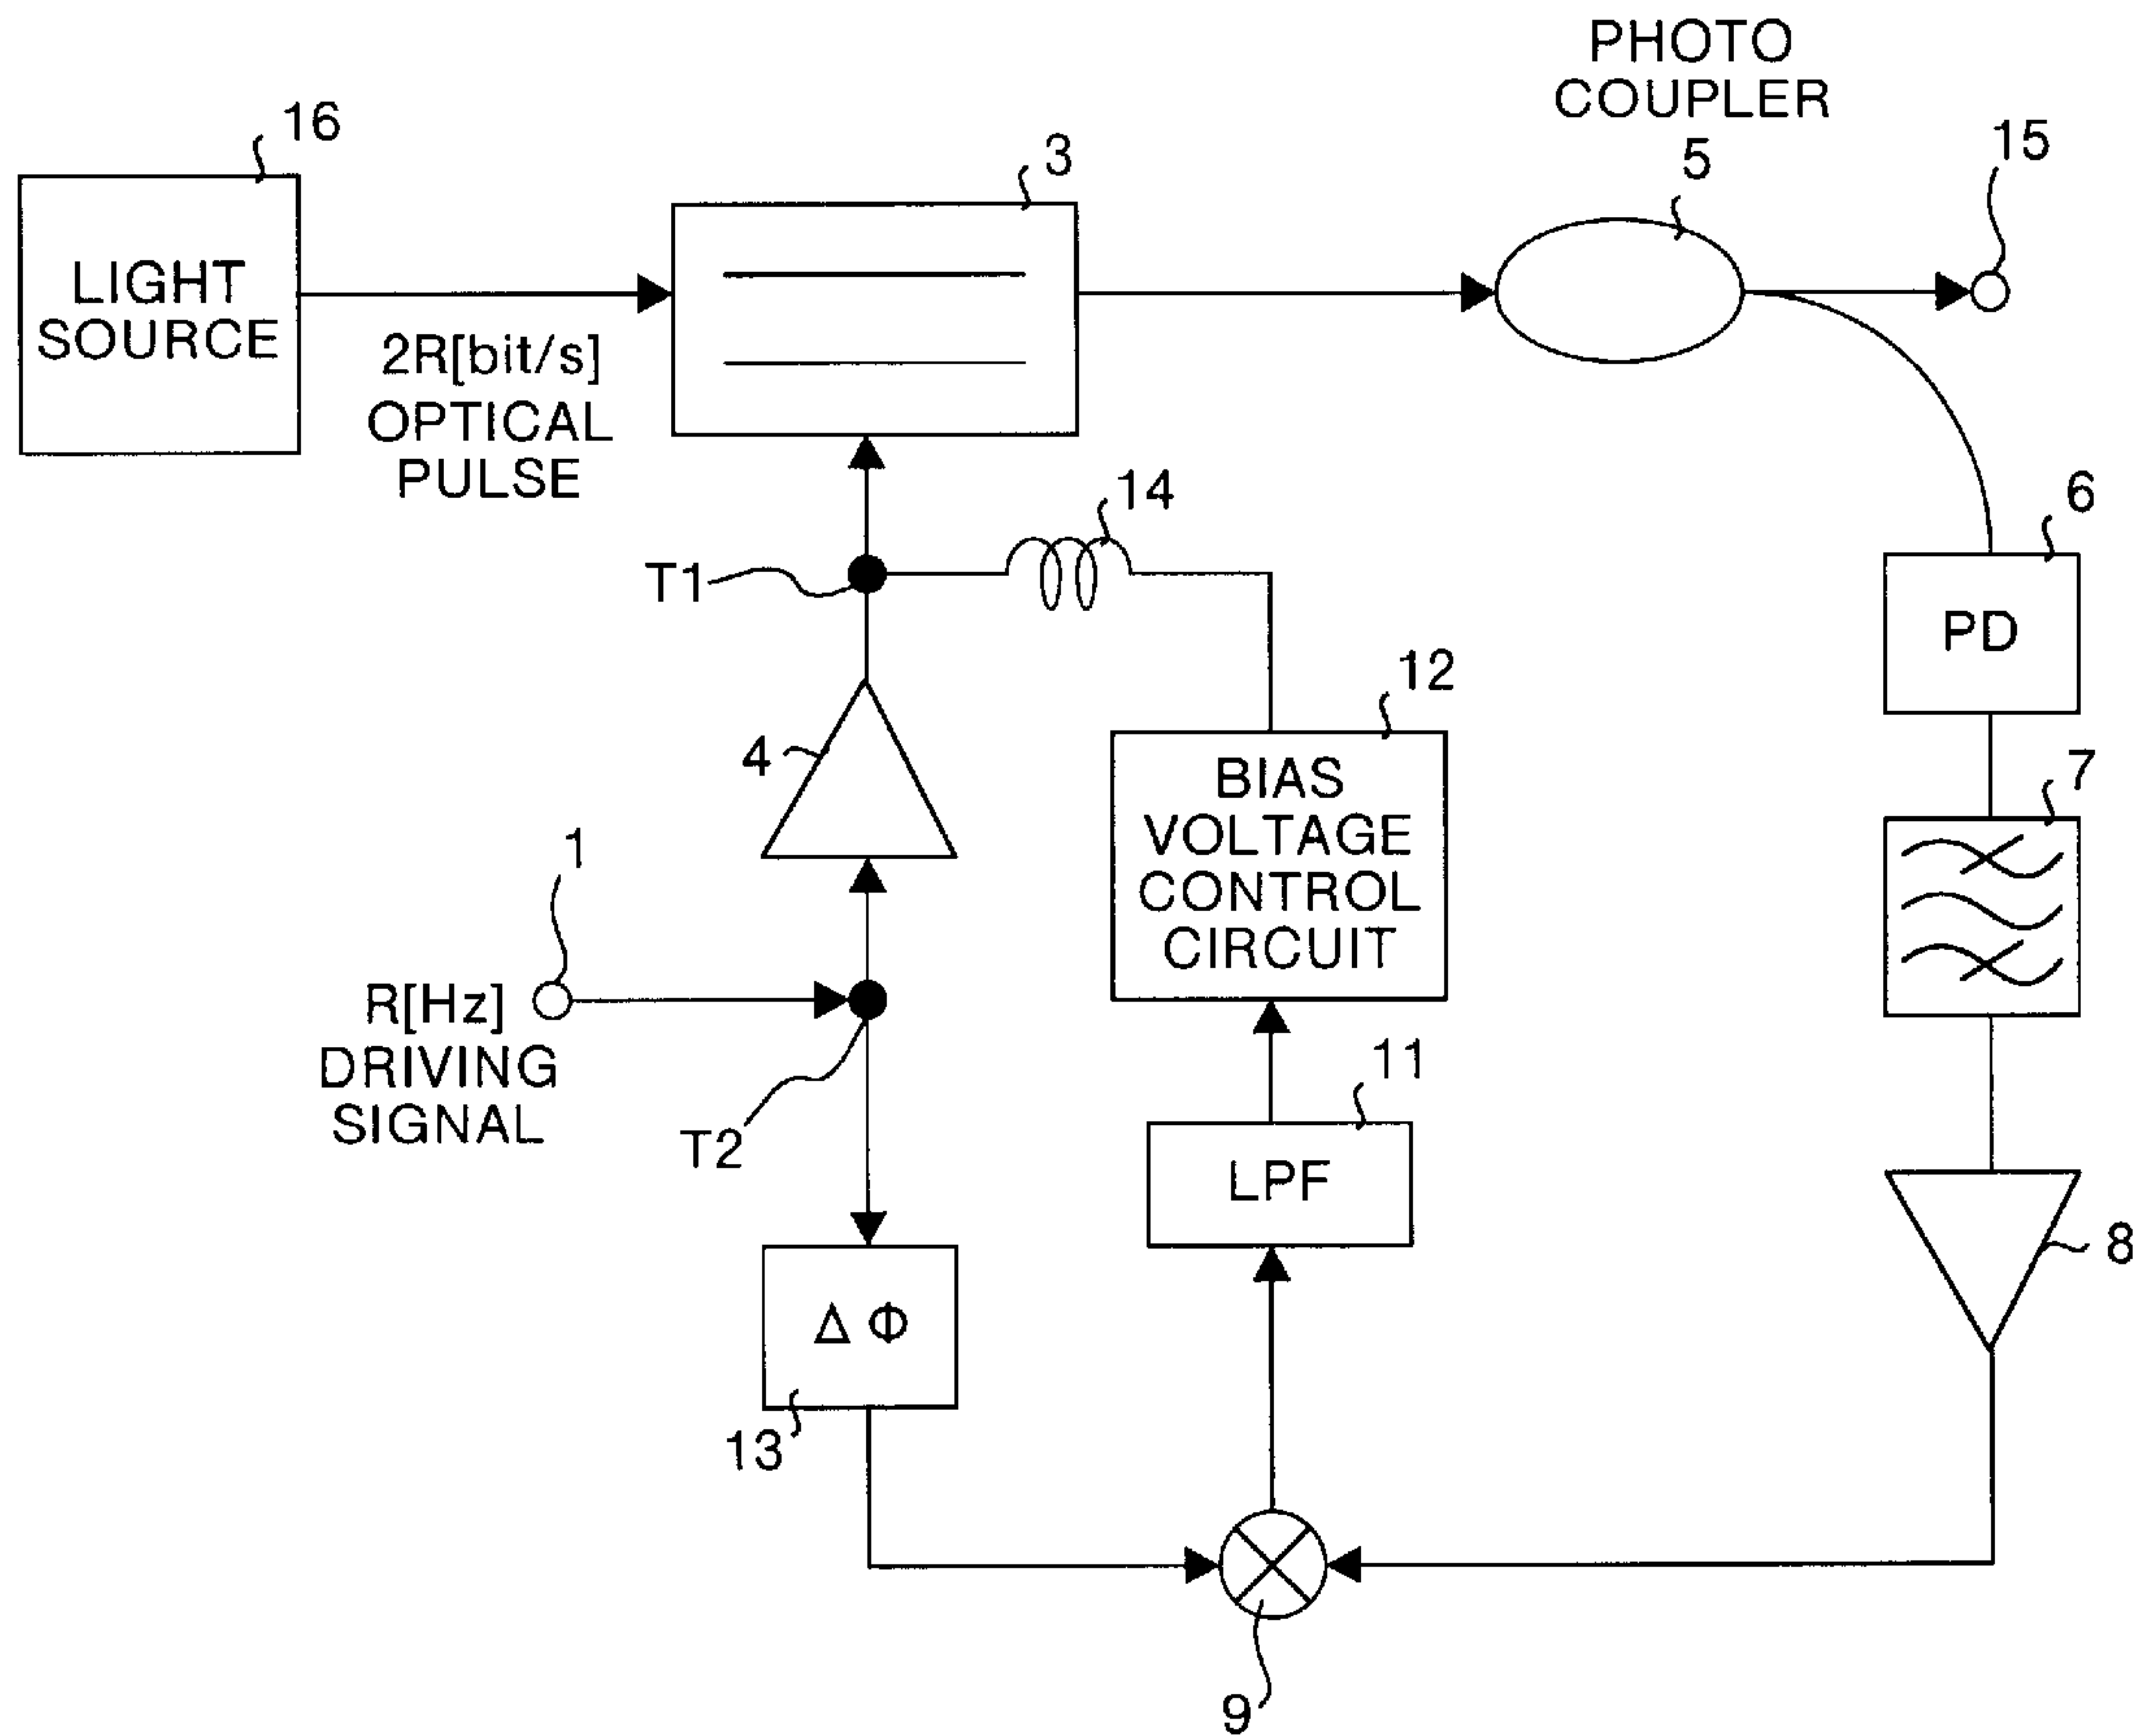 PHOTO
COUPLER
5
15
16
3
LIGHT
SOURCE
2R[bit/s]
OPTICAL
PULSE
14
6
T1
PD
12
4
BIAS
VOLTAGE
CONTROL
CIRCUIT
7
1
R[Hz]
DRIVING
SIGNAL
11
T2
LPF
8
Δ Φ
13
9